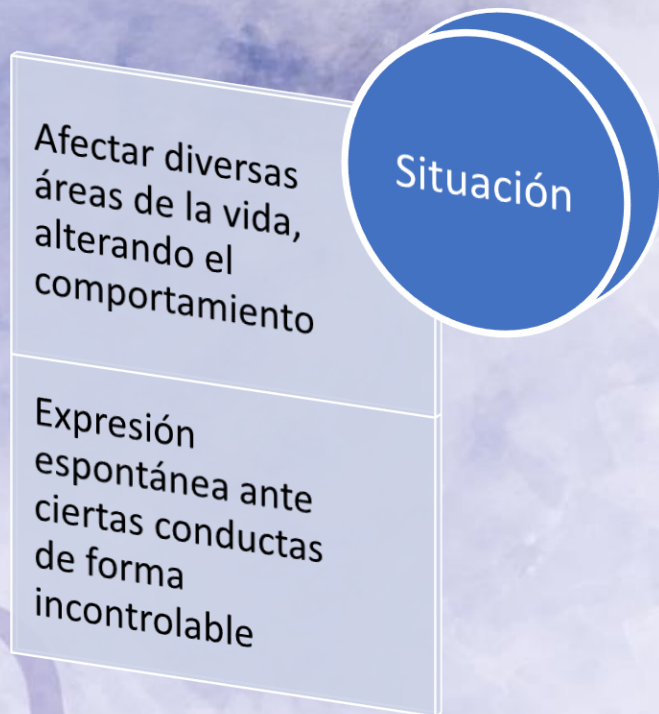 Situación
Afectar diversas
áreas de la vida,
alterando el
comportamiento
Expresión
espontánea ante
ciertas conductas
de forma
incontrolable